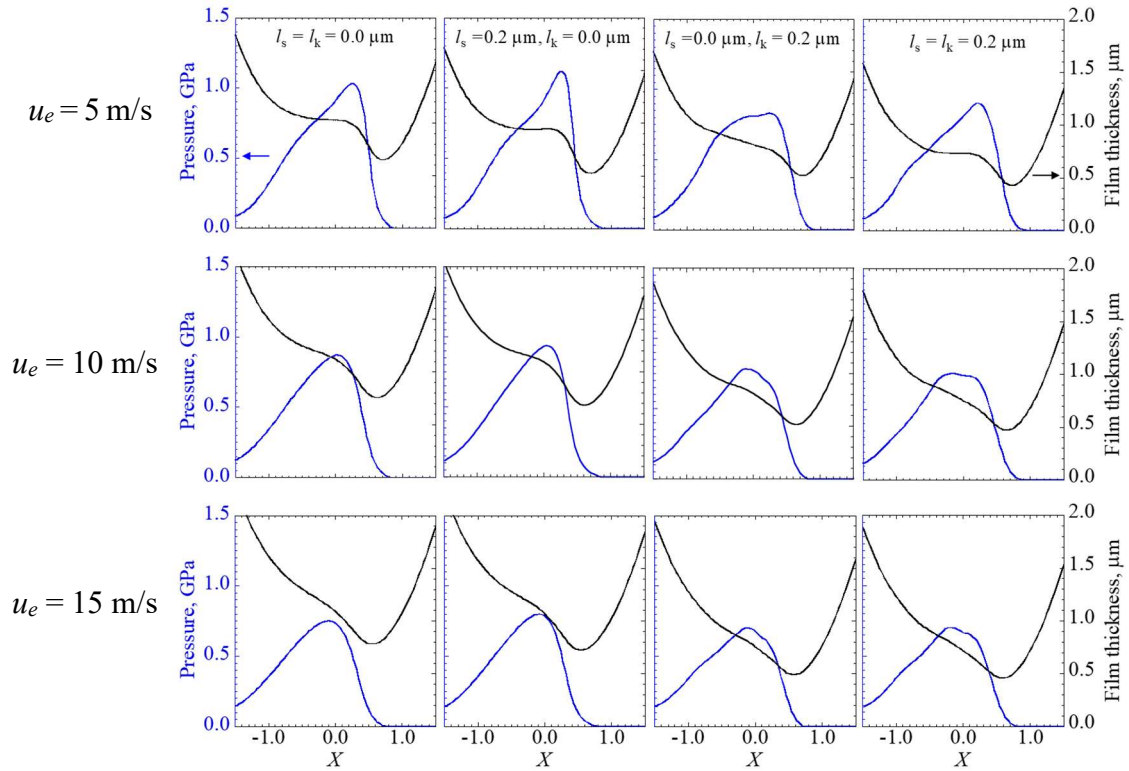 l_s = l_k = 0.0 µm
l_s = 0.2 µm, l_k = 0.0 µm
l_s = 0.0 µm, l_k = 0.2 µm
l_s = l_k = 0.2 µm
u_e = 5 m/s
Pressure, GPa
1.5
1.0
0.5
0.0
2.0
1.5
1.0
0.5
0.0
Film thickness, µm
u_e = 10 m/s
Pressure, GPa
1.5
1.0
0.5
0.0
2.0
1.5
1.0
0.5
0.0
Film thickness, µm
u_e = 15 m/s
Pressure, GPa
1.5
1.0
0.5
0.0
2.0
1.5
1.0
0.5
0.0
Film thickness, µm
-1.0 0.0 1.0 -1.0 0.0 1.0 -1.0 0.0 1.0 -1.0 0.0 1.0
X X X X